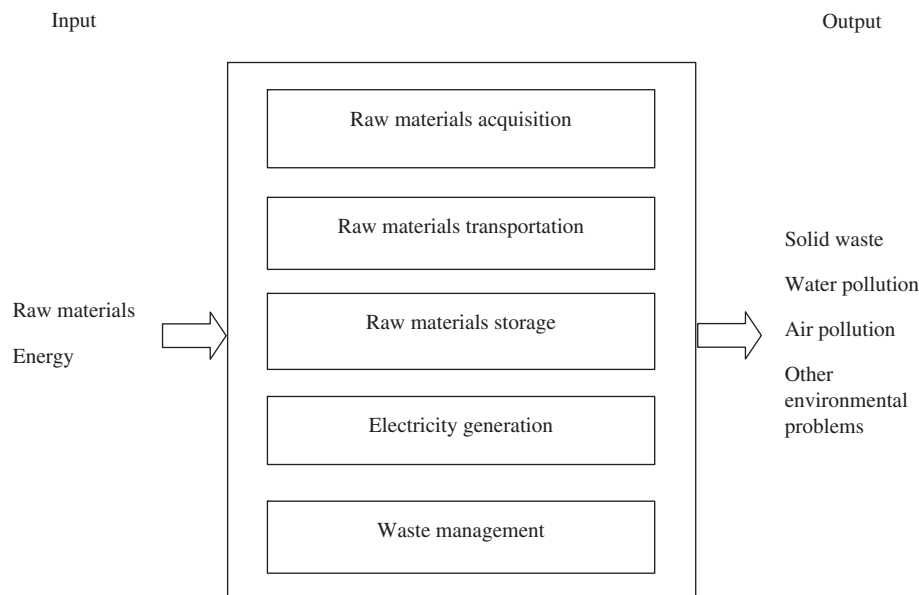 Input
Output
Raw materials acquisition
Raw materials transportation
Raw materials storage
Electricity generation
Waste management
Raw materials
Energy
Solid waste
Water pollution
Air pollution
Other
environmental
problems